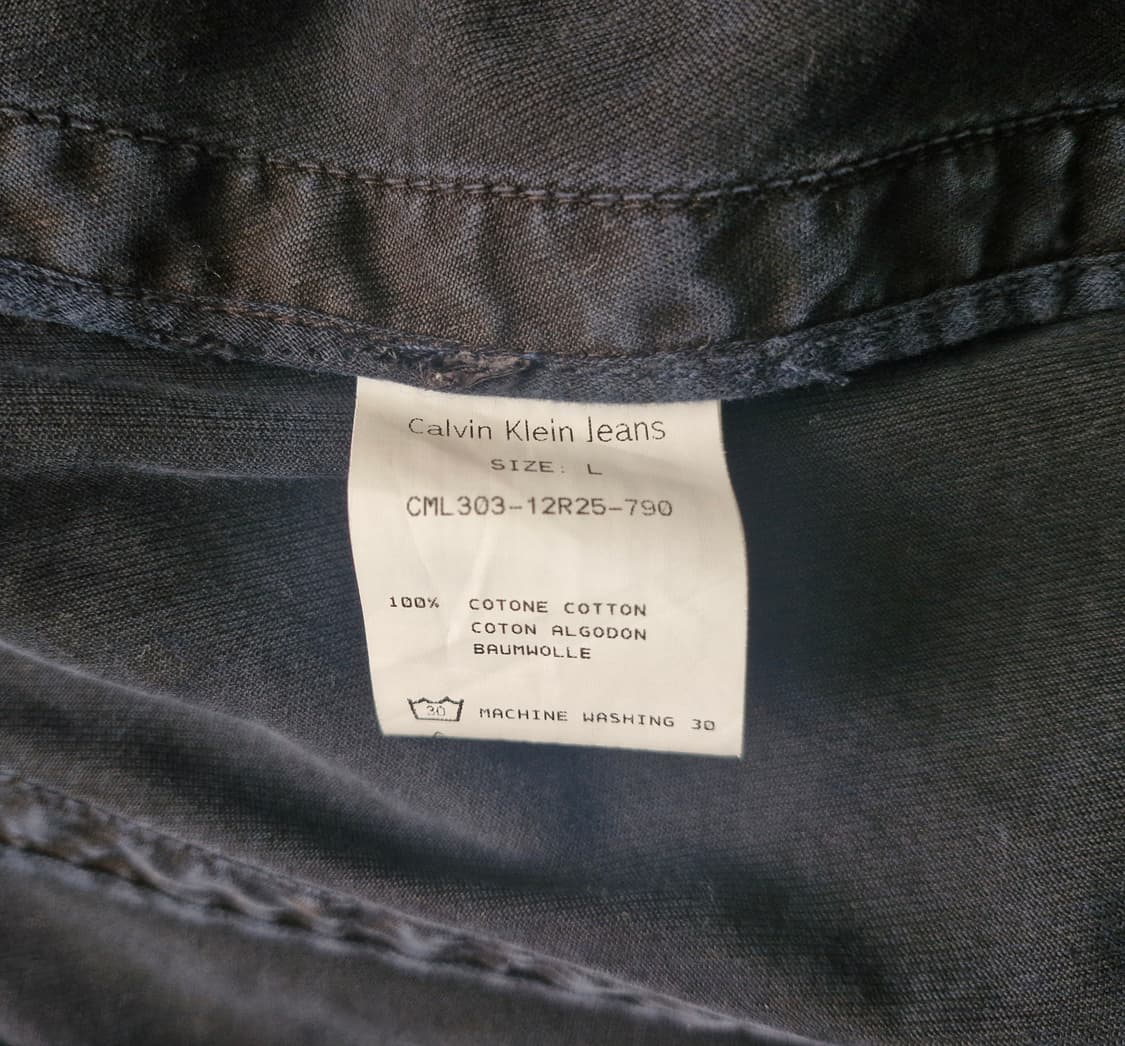 Calvin Klein Jeans
SIZE: L
CML303-12R25-790
100% COTONE COTTON
COTON ALGODON
BAUMWOLLE
30 MACHINE WASHING 30